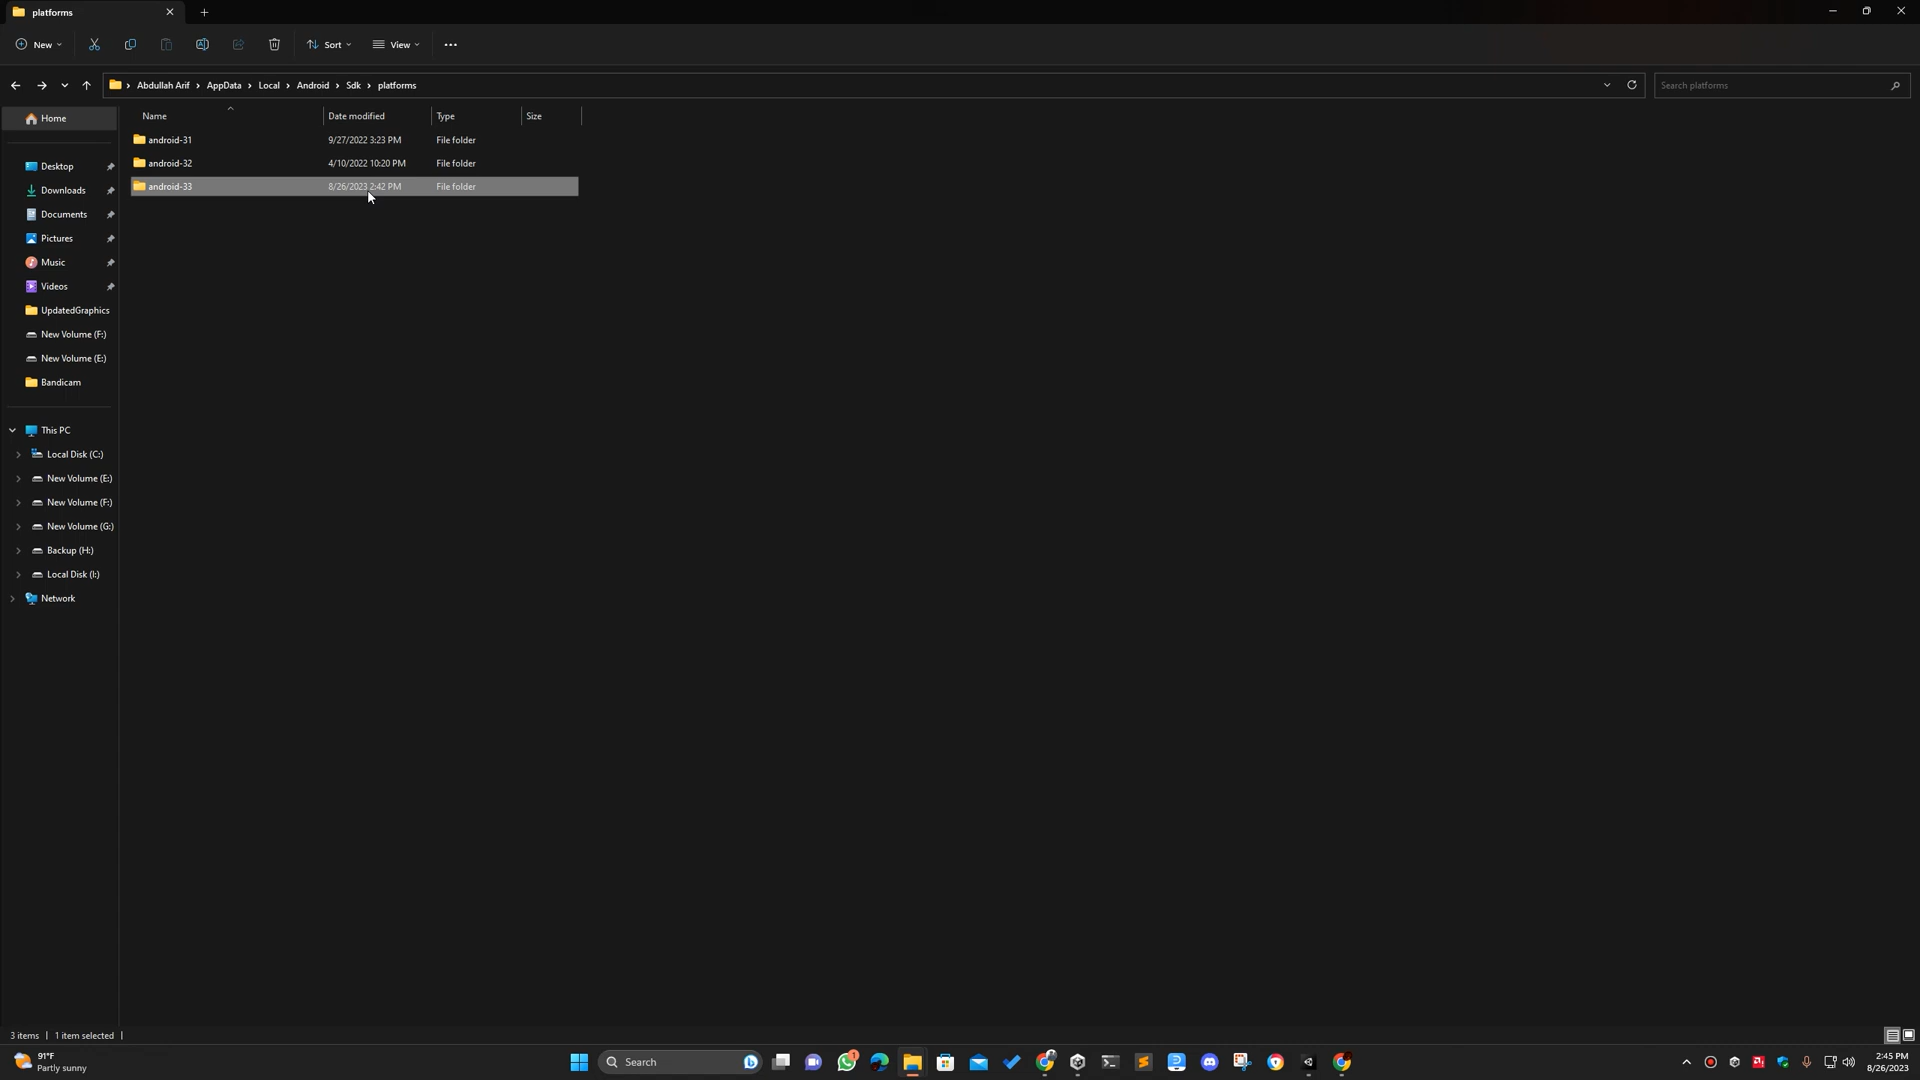 platforms
New
Sort
View
Abdullah Arif > AppData > Local > Android > Sdk > platforms
Search platforms
Home
Desktop
Downloads
Documents
Pictures
Music
Videos
UpdatedGraphics
New Volume (F:)
New Volume (E:)
Bandicam
This PC
Local Disk (C:)
New Volume (E:)
New Volume (F:)
New Volume (G:)
Backup (H:)
Local Disk (I:)
Network
Name Date modified Type Size
android-31 9/27/2022 3:23 PM File folder
android-32 4/10/2022 10:20 PM File folder
android-33 8/26/2023 2:42 PM File folder
3 items 1 item selected
91°F
Partly sunny
Search
1
2:45 PM
8/26/2023